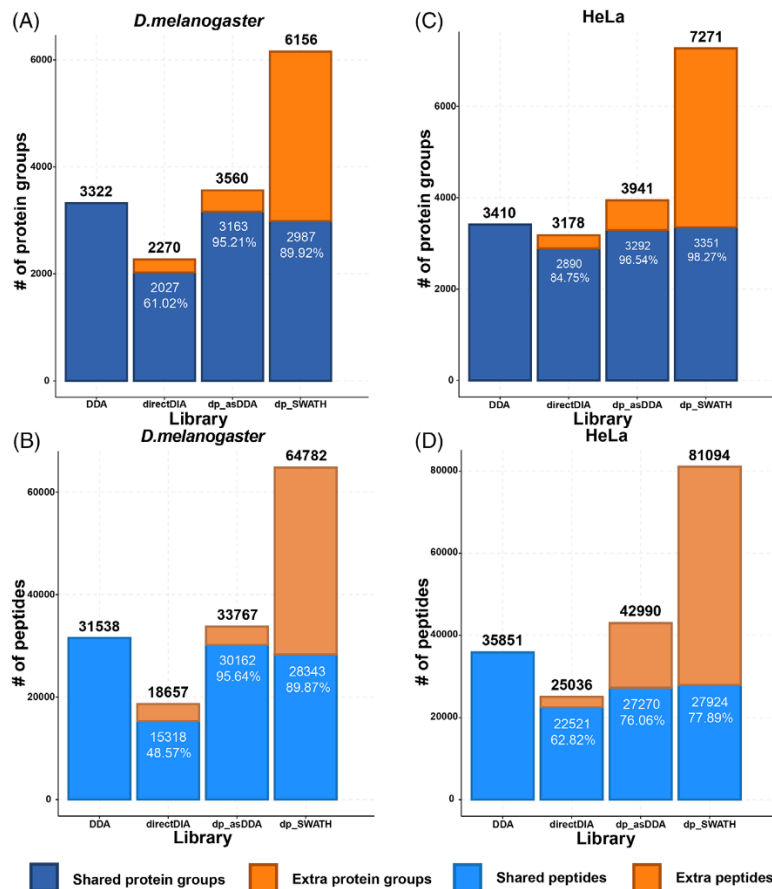 (A)
D.melanogaster
# of protein groups
6000
4000
2000
0
3322
2270
2027
61.02%
3560
3163
95.21%
6156
2987
89.92%
DDA
directDIA
dp_asDDA
dp_SWATH
Library
(C)
HeLa
# of protein groups
6000
4000
2000
0
3410
3178
2890
84.75%
3941
3292
96.54%
7271
3351
98.27%
DDA
directDIA
dp_asDDA
dp_SWATH
Library
(B)
D.melanogaster
# of peptides
60000
40000
20000
0
31538
18657
15318
48.57%
33767
30162
95.64%
64782
28343
89.87%
DDA
directDIA
dp_asDDA
dp_SWATH
Library
(D)
HeLa
# of peptides
80000
60000
40000
20000
0
35851
25036
22521
62.82%
42990
27270
76.06%
81094
27924
77.89%
DDA
directDIA
dp_asDDA
dp_SWATH
Library
Shared protein groups
Extra protein groups
Shared peptides
Extra peptides